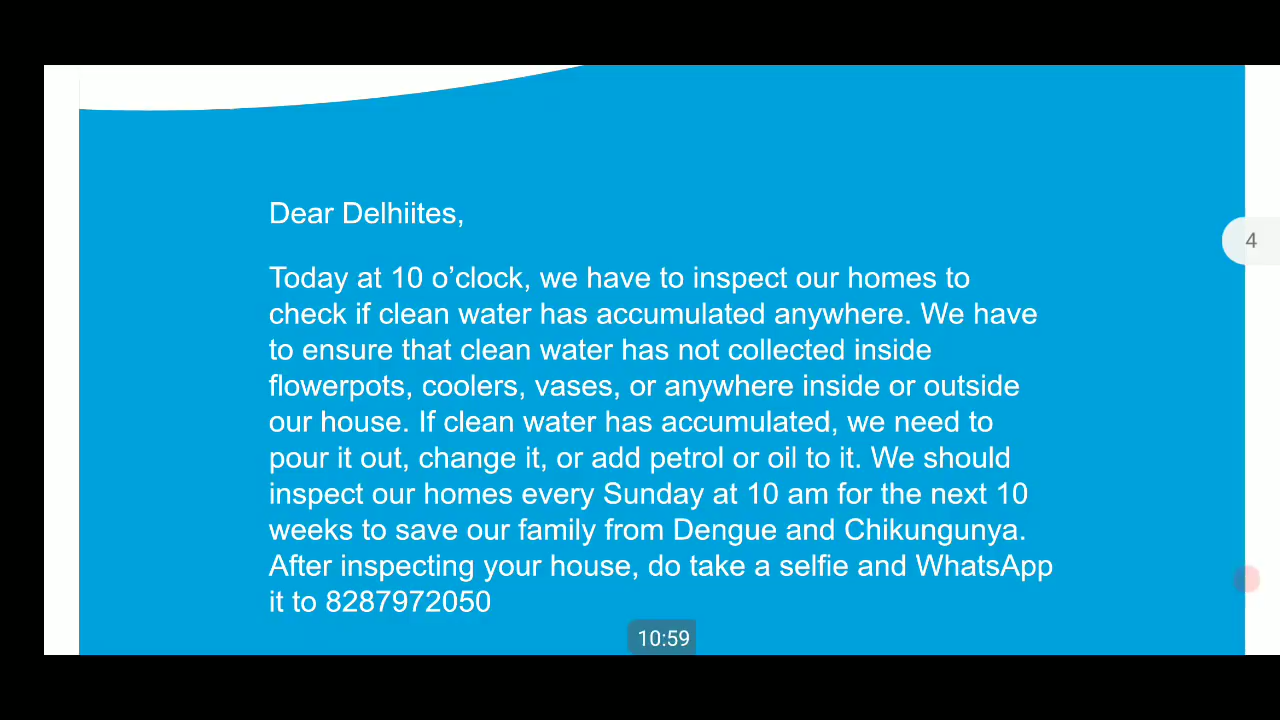 Dear Delhiites,
Today at 10 o’clock, we have to inspect our homes to
check if clean water has accumulated anywhere. We have
to ensure that clean water has not collected inside
flowerpots, coolers, vases, or anywhere inside or outside
our house. If clean water has accumulated, we need to
pour it out, change it, or add petrol or oil to it. We should
inspect our homes every Sunday at 10 am for the next 10
weeks to save our family from Dengue and Chikungunya.
After inspecting your house, do take a selfie and WhatsApp
it to 8287972050
4
10:59